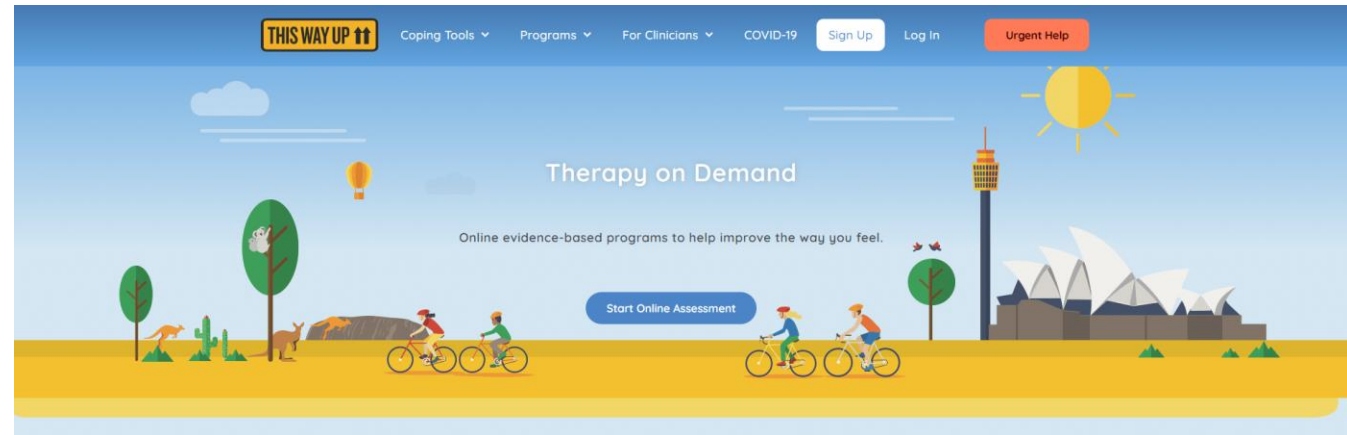 THIS WAY UP
Coping Tools
Programs
For Clinicians
COVID-19
Sign Up
Log In
Urgent Help
Therapy on Demand
Online evidence-based programs to help improve the way you feel.
Start Online Assessment